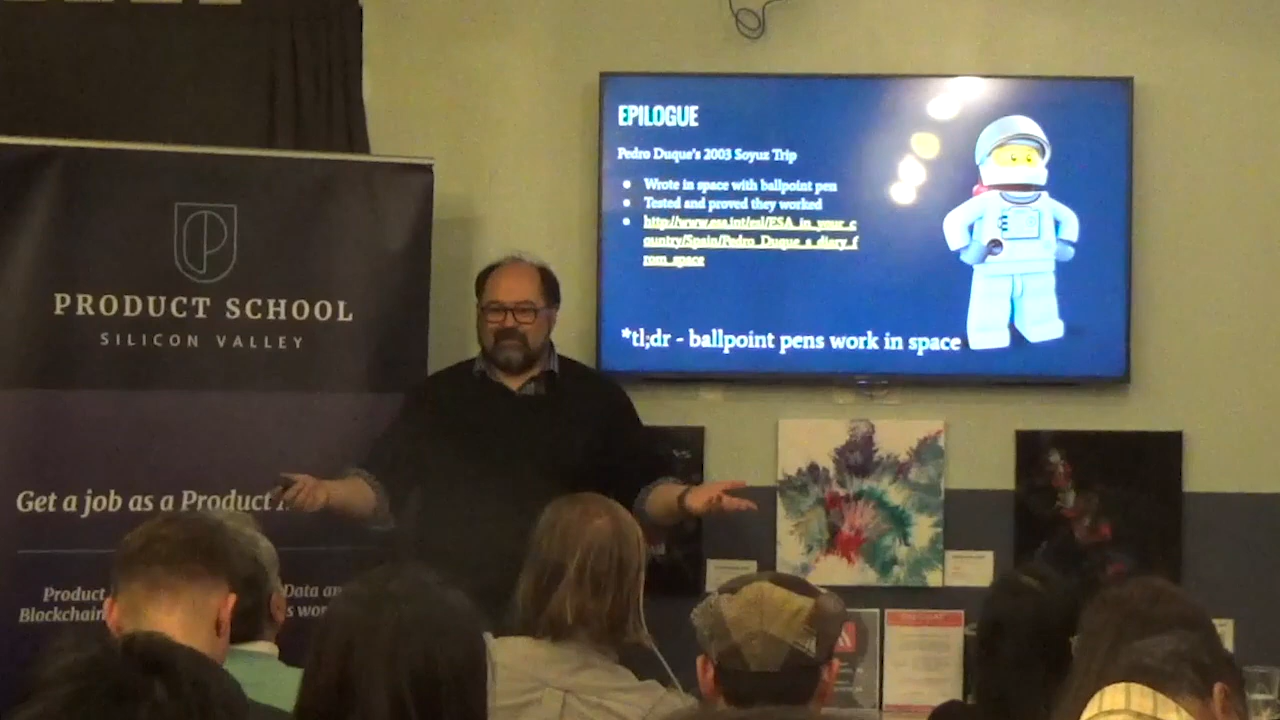 EPILOGUE
Pedro Duque's 2003 Soyuz Trip
Wrote in space with ballpoint pen
Tested and proved they worked
http://www.esa.int/esl/ESA_in_your_c
ountry/Spain/Pedro_Duque_s_diary_f
rom_space
*tl;dr - ballpoint pens work in space
PRODUCT SCHOOL
SILICON VALLEY
Get a job as a Product
Product
Data
Blockchain